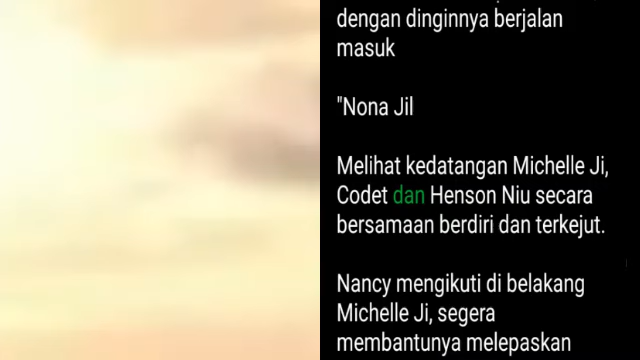 dengan dinginnya berjalan
masuk
"Nona Jil
Melihat kedatangan Michelle Ji,
Codet dan Henson Niu secara
bersamaan berdiri dan terkejut.
Nancy mengikuti di belakang
Michelle Ji, segera
membantunya melepaskan